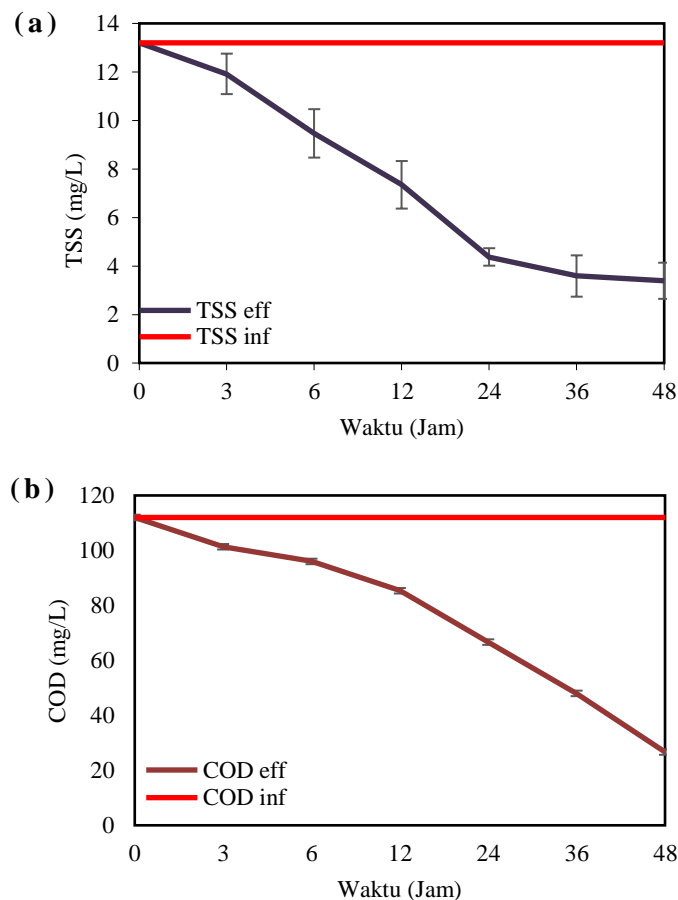 (a)
14
12
10
8
6
4
2
0
TSS (mg/L)
TSS eff
TSS inf
0 3 6 12 24 36 48
Waktu (Jam)
(b)
120
100
80
60
40
20
0
COD (mg/L)
COD eff
COD inf
0 3 6 12 24 36 48
Waktu (Jam)